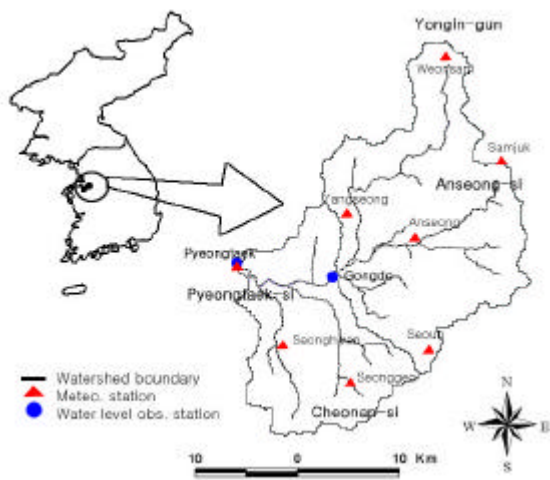 YongIn-gun
Weonsam
Samjuk
Anseong-si
Yangseong
Anseong
Pyeongtaek
Gongdo
Pyeongtaek-si
Seonghwan
Seoun
Seonggeo
Cheonan-si
Watershed boundary
Meteo. station
Water level obs. station
N
W E
S
10 0 10 Km